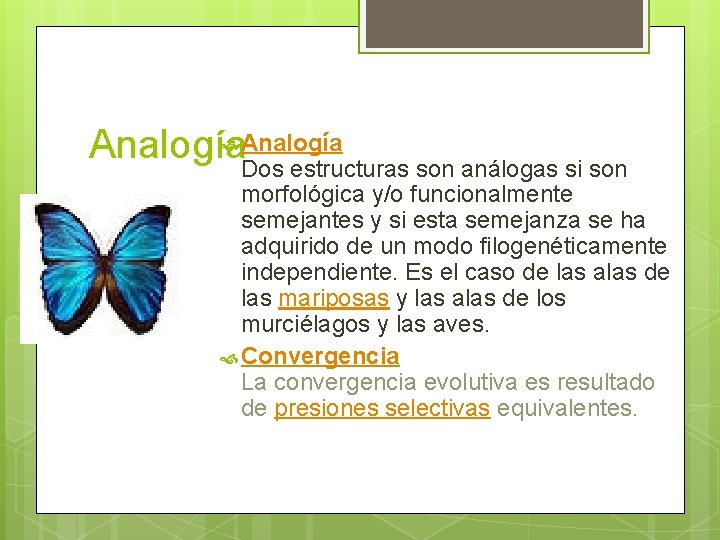 Analogía
Analogía
Dos estructuras son análogas si son
morfológica y/o funcionalmente
semejantes y si esta semejanza se ha
adquirido de un modo filogenéticamente
independiente. Es el caso de las alas de
las mariposas y las alas de los
murciélagos y las aves.
Convergencia
La convergencia evolutiva es resultado
de presiones selectivas equivalentes.